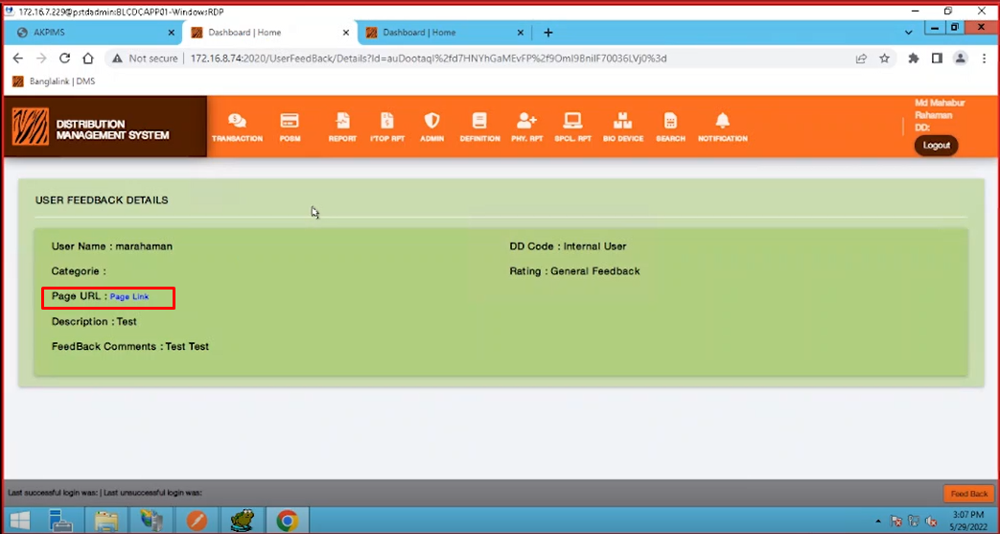 172.16.7.229@pstdadmin:BLCDCAPP01-WindowsRDP
AKPIMS
Dashboard | Home
Dashboard | Home
Not secure | 172.16.8.74:2020/UserFeedBack/Details?Id=auDootaqI%2fd7HNYhGaMEvFP%2f9OmI9BniIF70036LVj0%3d
Banglalink | DMS
DISTRIBUTION
MANAGEMENT SYSTEM
TRANSACTION
POSM
REPORT
I'TOP RPT
ADMIN
DEFINITION
PHY. RPT
SPCL. RPT
BIO DEVICE
SEARCH
NOTIFICATION
Md Mahabur
Rahaman
DD:
Logout
USER FEEDBACK DETAILS
User Name : marahaman
DD Code : Internal User
Categorie :
Rating : General Feedback
Page URL : Page Link
Description : Test
FeedBack Comments : Test Test
Last successful login was: | Last unsuccessful login was:
Feed Back
3:07 PM
5/29/2022